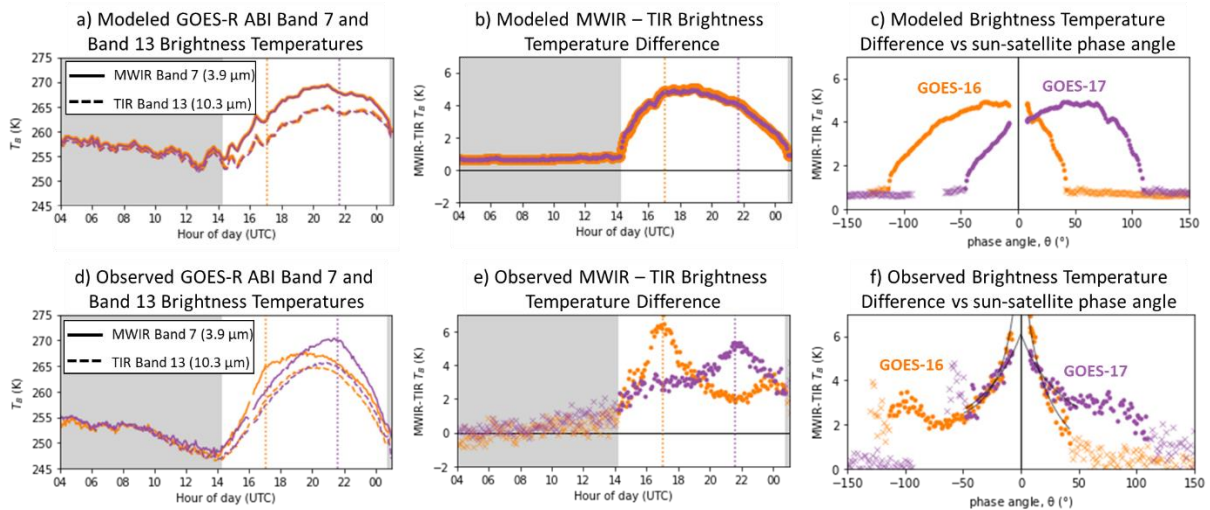 a) Modeled GOES-R ABI Band 7 and
Band 13 Brightness Temperatures
275
270
265
260
255
250
245
T_B (K)
MWIR Band 7 (3.9 µm)
TIR Band 13 (10.3 µm)
04 06 08 10 12 14 16 18 20 22 00
Hour of day (UTC)
b) Modeled MWIR – TIR Brightness
Temperature Difference
6
4
2
0
−2
MWIR-TIR T_B (K)
04 06 08 10 12 14 16 18 20 22 00
Hour of day (UTC)
c) Modeled Brightness Temperature
Difference vs sun-satellite phase angle
6
4
2
0
MWIR-TIR T_B (K)
GOES-16
GOES-17
−150 −100 −50 0 50 100 150
phase angle, θ (°)
d) Observed GOES-R ABI Band 7 and
Band 13 Brightness Temperatures
275
270
265
260
255
250
245
T_B (K)
MWIR Band 7 (3.9 µm)
TIR Band 13 (10.3 µm)
04 06 08 10 12 14 16 18 20 22 00
Hour of day (UTC)
e) Observed MWIR – TIR Brightness
Temperature Difference
6
4
2
0
−2
MWIR-TIR T_B (K)
04 06 08 10 12 14 16 18 20 22 00
Hour of day (UTC)
f) Observed Brightness Temperature
Difference vs sun-satellite phase angle
6
4
2
0
MWIR-TIR T_B (K)
GOES-16
GOES-17
−150 −100 −50 0 50 100 150
phase angle, θ (°)